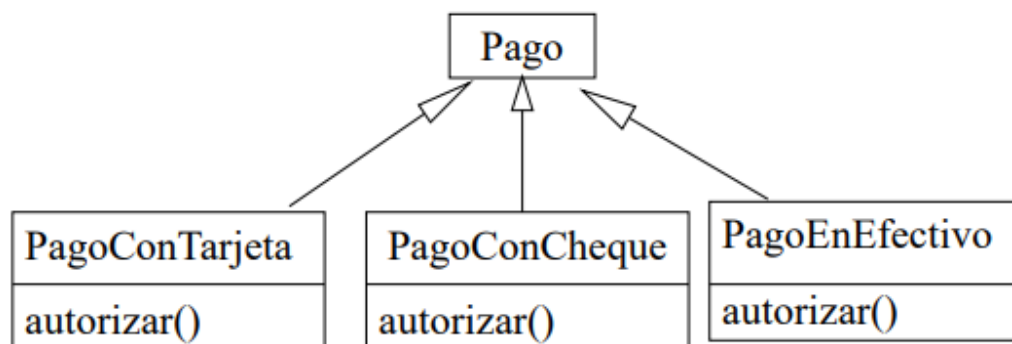 Pago
PagoConTarjeta
autorizar()
PagoConCheque
autorizar()
PagoEnEfectivo
autorizar()